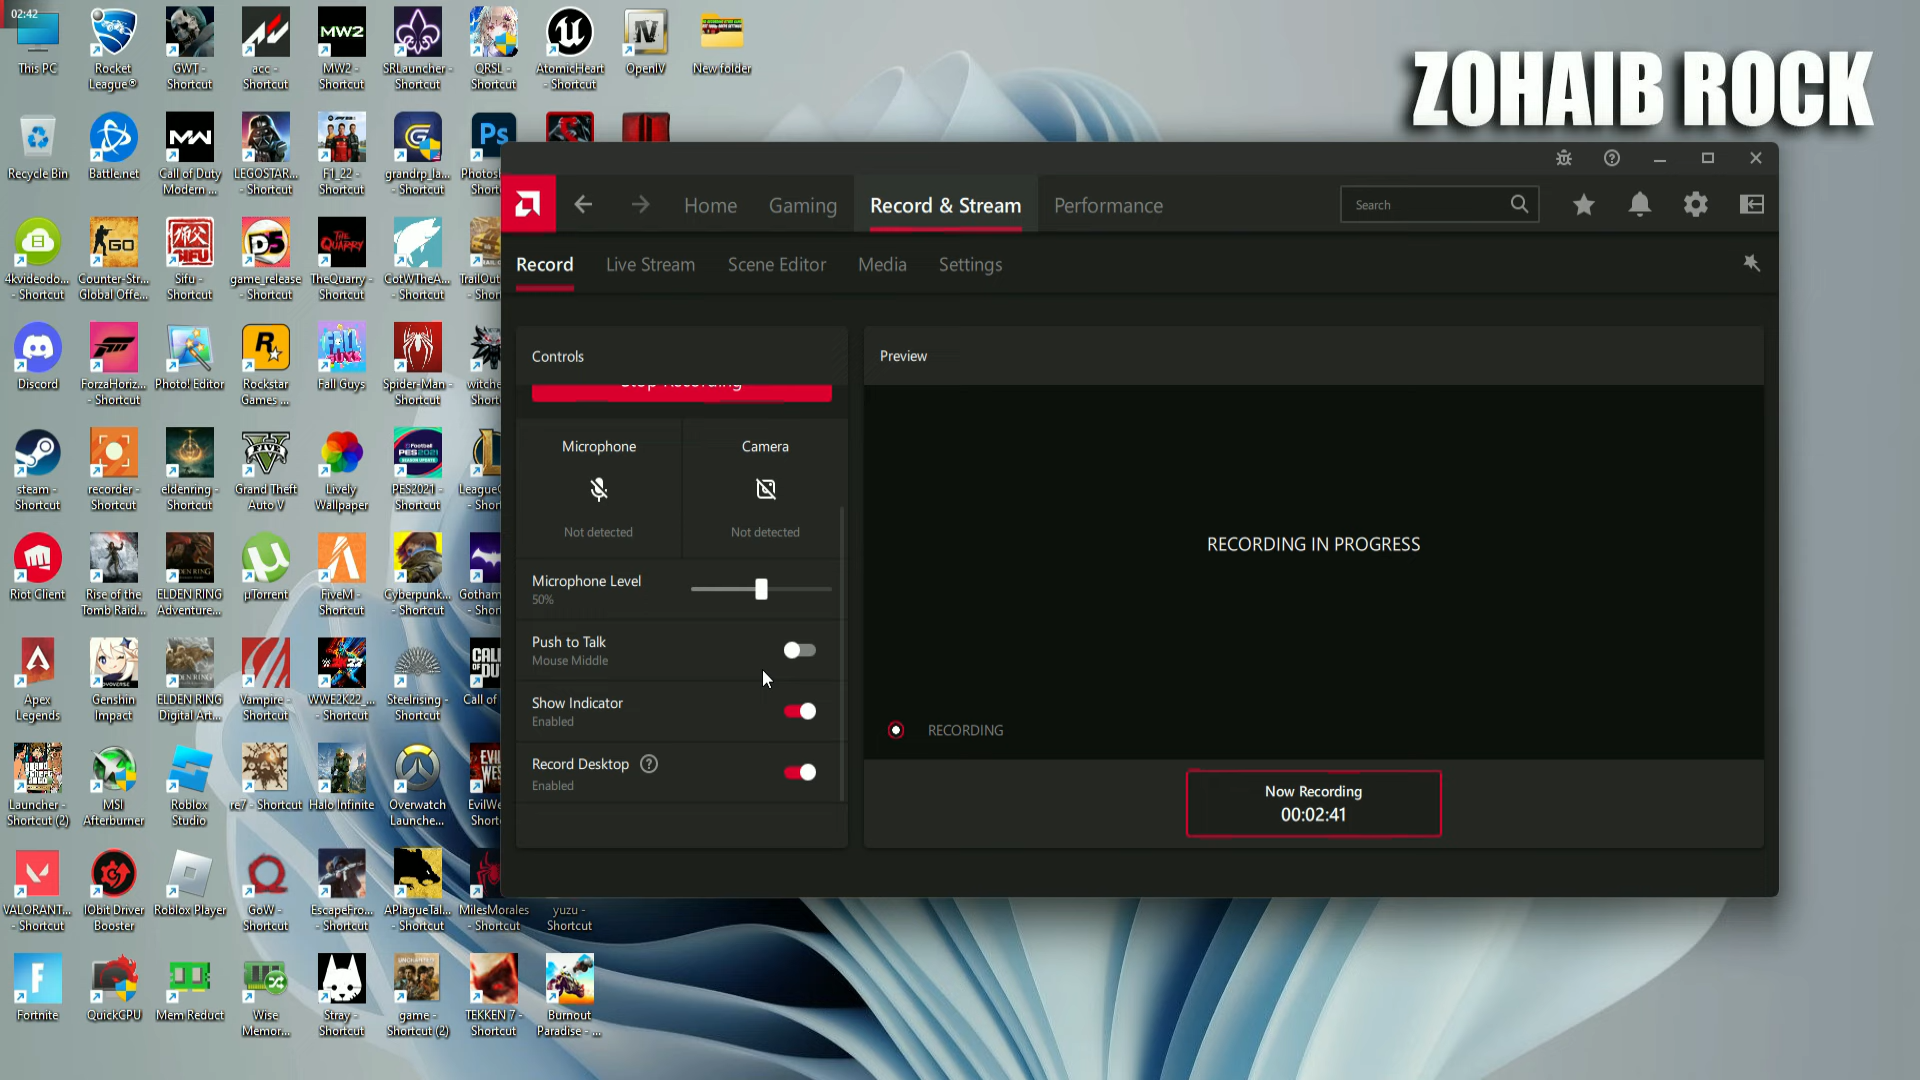 02:42
ZOHAIB ROCK
This PC
Rocket
League®
GWT -
Shortcut
acc -
Shortcut
MW2
MW2 -
Shortcut
SRLauncher -
Shortcut
QRSL -
Shortcut
AtomicHeart
- Shortcut
OpenIV
New folder
Recycle Bin
Battle.net
Call of Duty
Modern ...
LEGOSTAR...
- Shortcut
F1_22 -
Shortcut
grandrp_la...
- Shortcut
Ps
4kvideodo...
- Shortcut
Counter-Str...
Global Offe...
Sifu -
Shortcut
game_release
- Shortcut
TheQuarry -
Shortcut
CotWTheA...
- Shortcut
Discord
ForzaHoriz...
- Shortcut
Photo! Editor
Rockstar
Games ...
Fall Guys
Spider-Man -
Shortcut
steam -
Shortcut
recorder -
Shortcut
eldenring -
Shortcut
Grand Theft
Auto V
Lively
Wallpaper
PES2021 -
Shortcut
Riot Client
Rise of the
Tomb Raid...
ELDEN RING
Adventure...
µTorrent
FiveM -
Shortcut
Cyberpunk...
- Shortcut
Apex
Legends
Genshin
Impact
ELDEN RING
Digital Art...
Vampire -
Shortcut
WWE2K22_...
- Shortcut
Steelrising -
Shortcut
Call of
Launcher -
Shortcut (2)
MSI
Afterburner
Roblox
Studio
re7 - Shortcut
Halo Infinite
Overwatch
Launche...
VALORANT...
- Shortcut
IObit Driver
Booster
Roblox Player
GoW -
Shortcut
EscapeFro...
- Shortcut
APlagueTal...
- Shortcut
MilesMorales
- Shortcut
yuzu -
Shortcut
Fortnite
QuickCPU
Mem Reduct
Wise
Memor...
Stray -
Shortcut
game -
Shortcut (2)
TEKKEN 7 -
Shortcut
Burnout
Paradise - ...
Home
Gaming
Record & Stream
Performance
Search
Record
Live Stream
Scene Editor
Media
Settings
Controls
Stop Recording
Microphone
Camera
Not detected
Not detected
Microphone Level
50%
Push to Talk
Mouse Middle
Show Indicator
Enabled
Record Desktop
Enabled
Preview
RECORDING IN PROGRESS
RECORDING
Now Recording
00:02:41